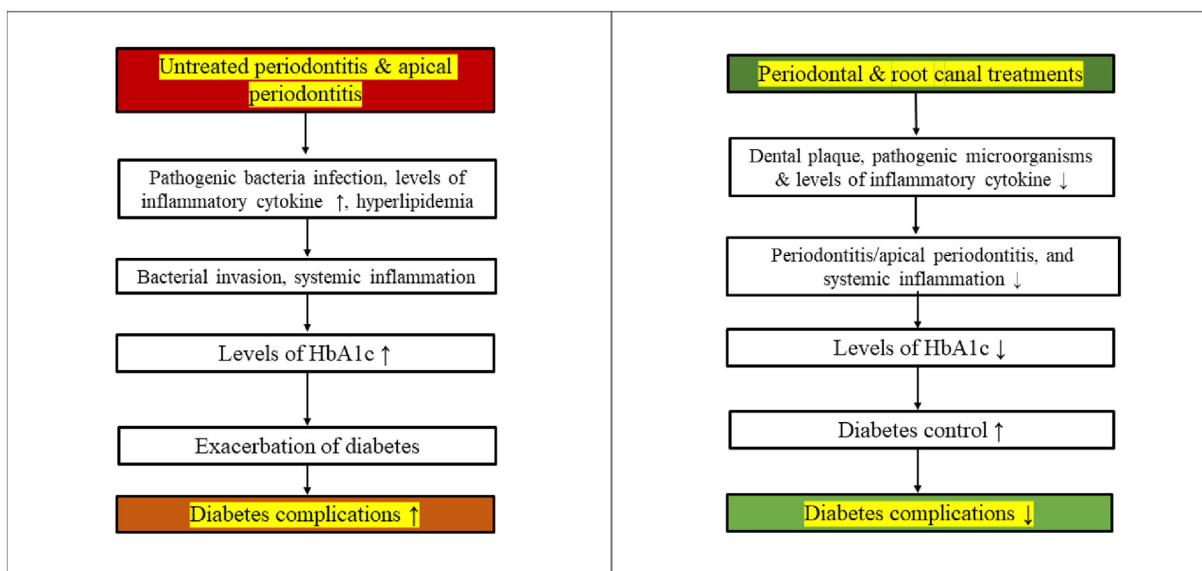 Untreated periodontitis & apical
periodontitis
Pathogenic bacteria infection, levels of
inflammatory cytokine ↑, hyperlipidemia
Bacterial invasion, systemic inflammation
Levels of HbA1c ↑
Exacerbation of diabetes
Diabetes complications ↑
Periodontal & root canal treatments
Dental plaque, pathogenic microorganisms
& levels of inflammatory cytokine ↓
Periodontitis/apical periodontitis, and
systemic inflammation ↓
Levels of HbA1c ↓
Diabetes control ↑
Diabetes complications ↓